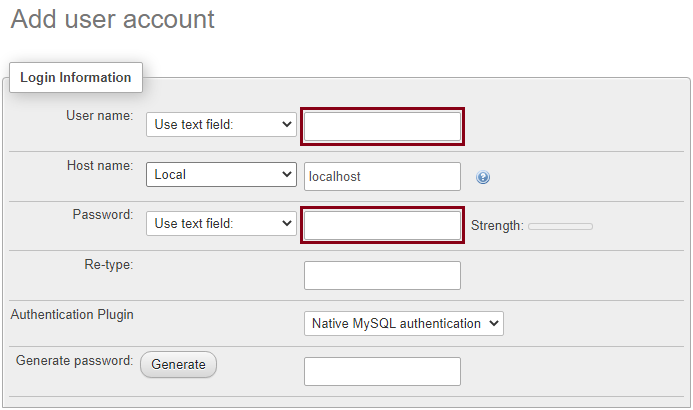 Add user account
Login Information
User name: Use text field:
Host name: Local localhost
Password: Use text field: Strength:
Re-type:
Authentication Plugin Native MySQL authentication
Generate password: Generate